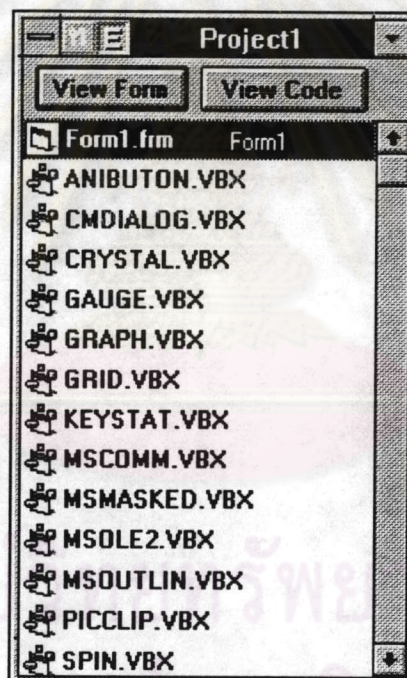 ท E Project1
View Form View Code
Form1.frm Form1
ANIBUTON.VBX
CMDIALOG.VBX
CRYSTAL.VBX
GAUGE.VBX
GRAPH.VBX
GRID.VBX
KEYSTAT.VBX
MSCOMM.VBX
MSMASKED.VBX
MSOLE2.VBX
MSOUTLIN.VBX
PICCLIP.VBX
SPIN.VBX